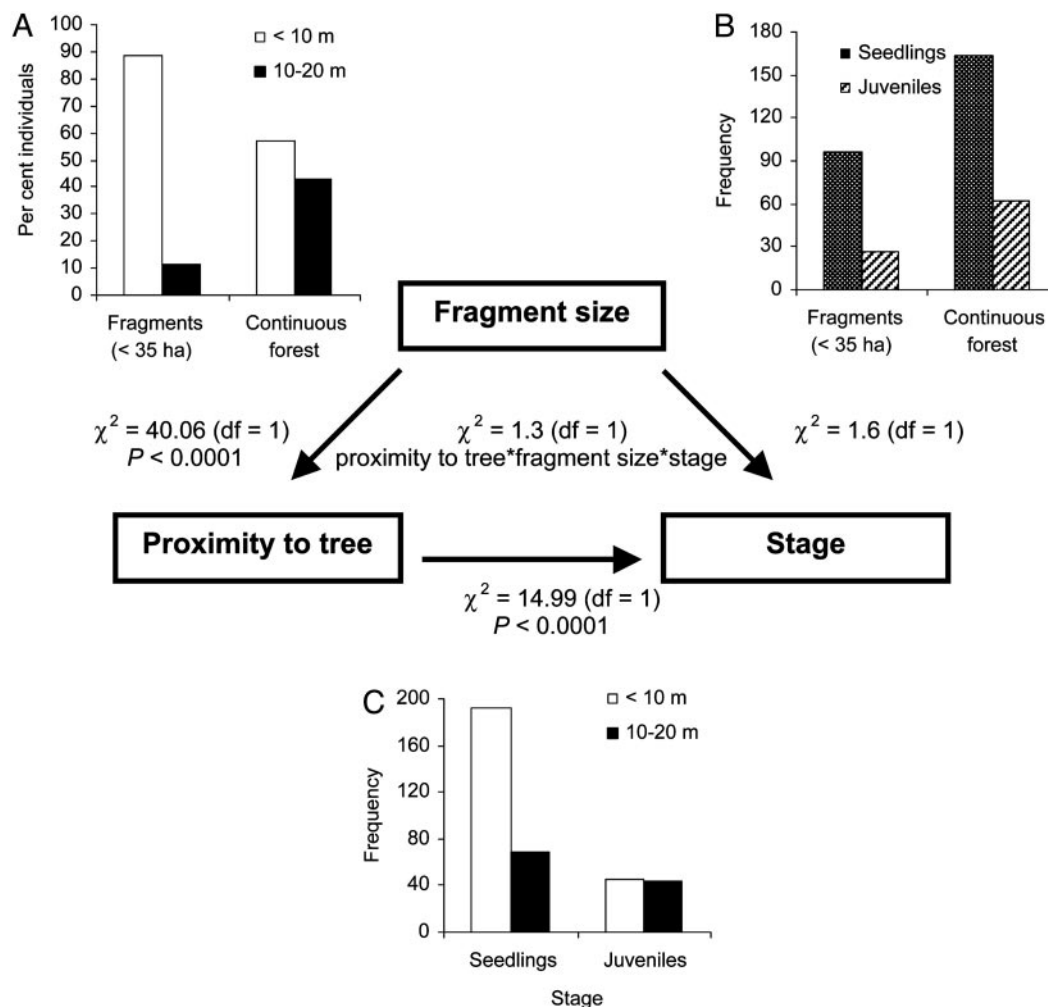 A
Per cent individuals
100
90
80
70
60
50
40
30
20
10
0
< 10 m
10-20 m
Fragments
(< 35 ha)
Continuous
forest
B
Frequency
180
150
120
90
60
30
0
Seedlings
Juveniles
Fragments
(< 35 ha)
Continuous
forest
Fragment size
χ² = 40.06 (df = 1)
P < 0.0001
χ² = 1.3 (df = 1)
proximity to tree*fragment size*stage
χ² = 1.6 (df = 1)
Proximity to tree
Stage
χ² = 14.99 (df = 1)
P < 0.0001
C
Frequency
200
160
120
80
40
0
< 10 m
10-20 m
Seedlings
Juveniles
Stage